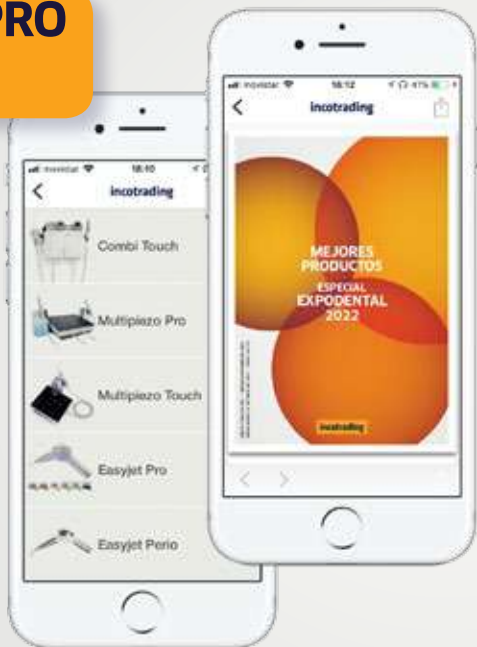 PRO
movistar
18:10
incotrading
Combi Touch
Multipiezo Pro
Multipiezo Touch
Easyjet Pro
Easyjet Perio
movistar
18:12
41%
incotrading
MEJORES
PRODUCTOS
ESPECIAL
EXPODENTAL
2022
incotrading